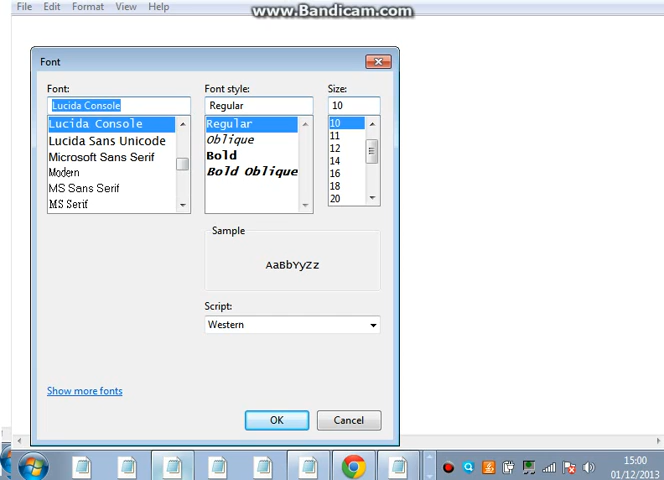 File Edit Format View Help
www.Bandicam.com
Font
Font: Font style: Size:
Lucida Console Regular 10
Lucida Console Regular 10
Lucida Sans Unicode Oblique 11
Microsoft Sans Serif Bold 12
Modern Bold Oblique 14
MS Sans Serif 16
MS Serif 18
20
Sample
AaBbYyZz
Script:
Western
Show more fonts
OK Cancel
15:00
01/12/2013